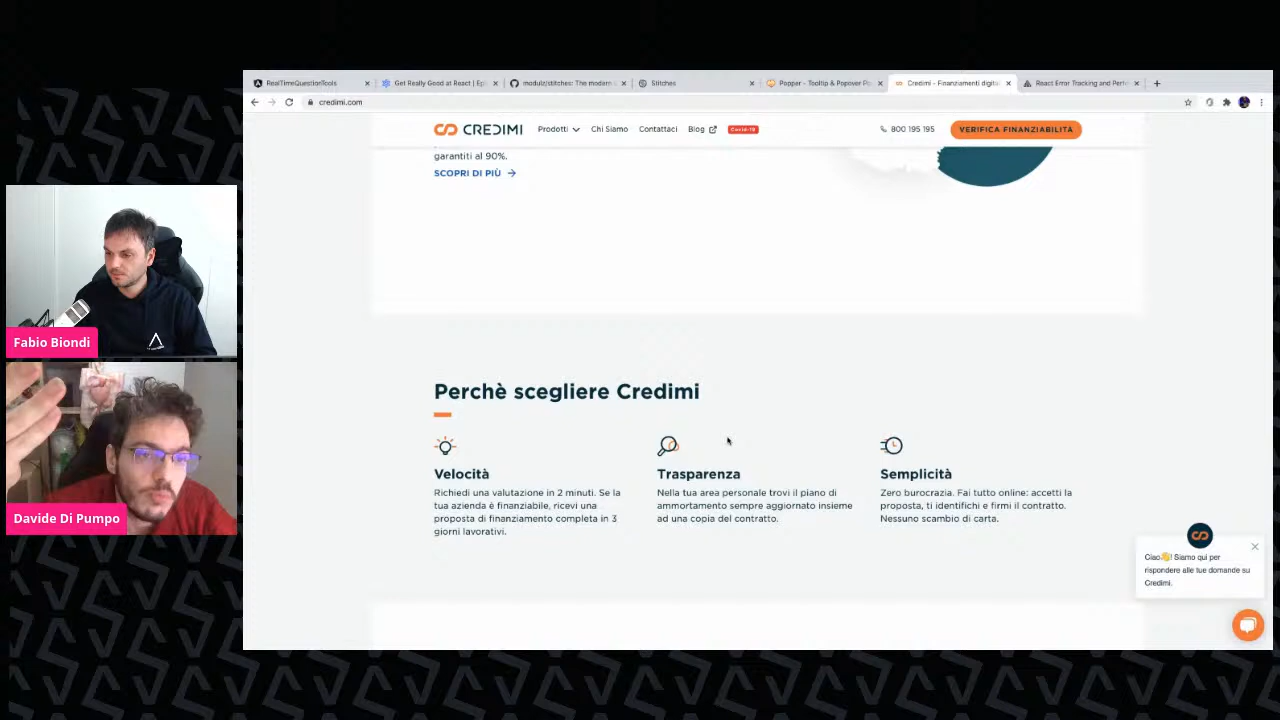 RealTimeQuestionTools
Get Really Good at React | Ep
modulz/stitches: The modern
Stitches
Popper - Tooltip & Popover Po
Credimi - Finanziamenti digita
React Error Tracking and Perf
credimi.com
CREDIMI
Prodotti
Chi Siamo
Contattaci
Blog
Covid-19
800 195 195
VERIFICA FINANZIABILITÀ
garantiti al 90%.
SCOPRI DI PIÙ
Perchè scegliere Credimi
Velocità
Richiedi una valutazione in 2 minuti. Se la
tua azienda è finanziabile, ricevi una
proposta di finanziamento completa in 3
giorni lavorativi.
Trasparenza
Nella tua area personale trovi il piano di
ammortamento sempre aggiornato insieme
ad una copia del contratto.
Semplicità
Zero burocrazia. Fai tutto online: accetti la
proposta, ti identifichi e firmi il contratto.
Nessuno scambio di carta.
Ciao👋! Siamo qui per
rispondere alle tue domande su
Credimi.
Fabio Biondi
Davide Di Pumpo